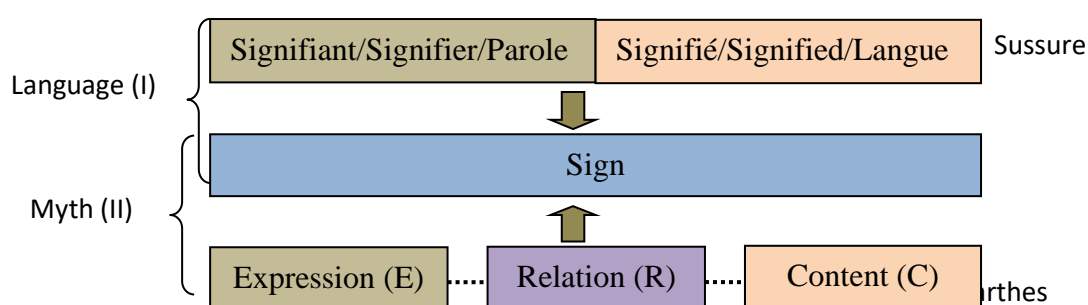 Signifiant/Signifier/Parole Signifié/Signified/Langue Sussure
Language (I)
Sign
Myth (II)
Expression (E) Relation (R) Content (C)